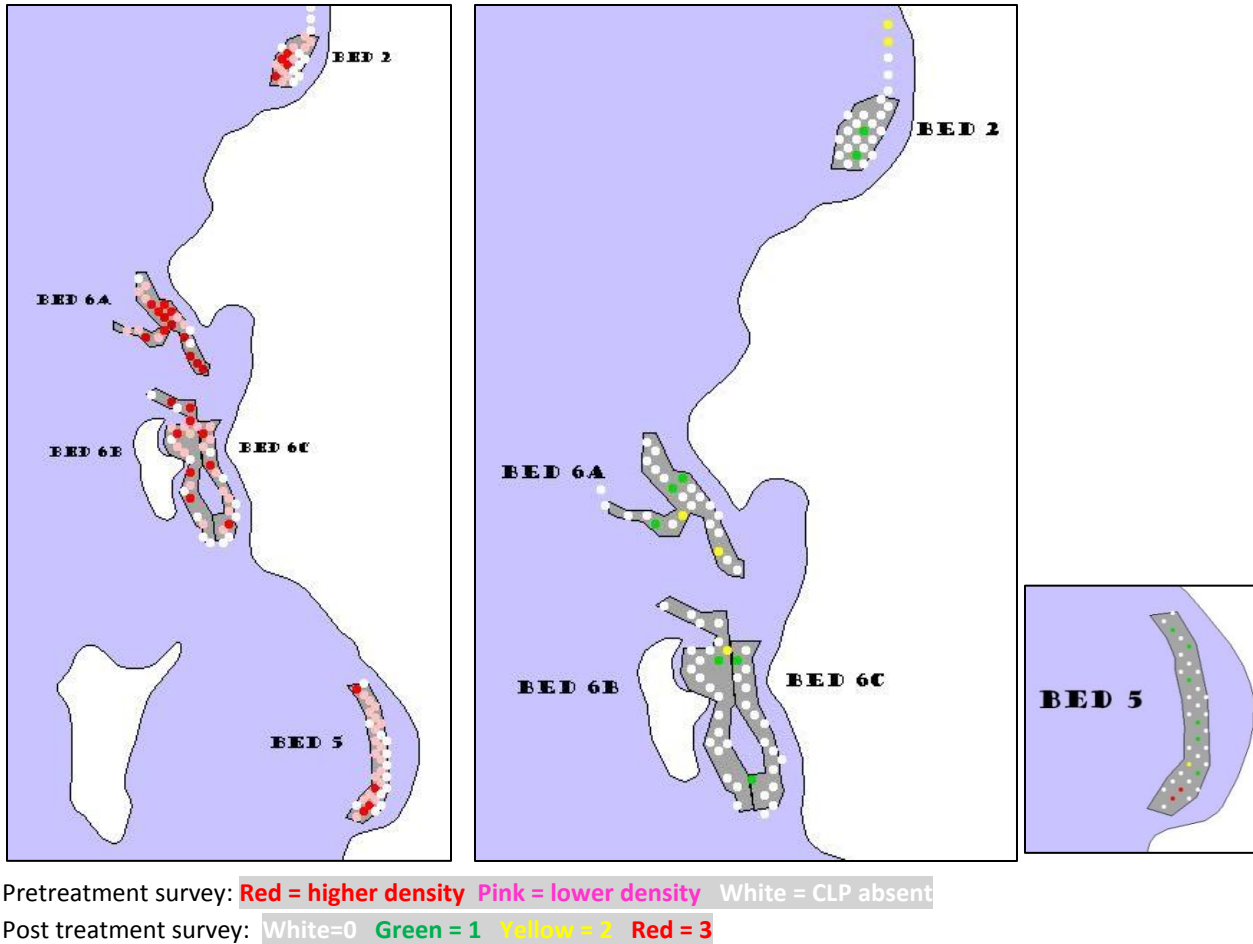 BED 2
BED 6A
BED 6B
BED 6C
BED 5
BED 2
BED 6A
BED 6B
BED 6C
BED 5
Pretreatment survey: Red = higher density Pink = lower density White = CLP absent
Post treatment survey: White=0 Green = 1 Yellow = 2 Red = 3